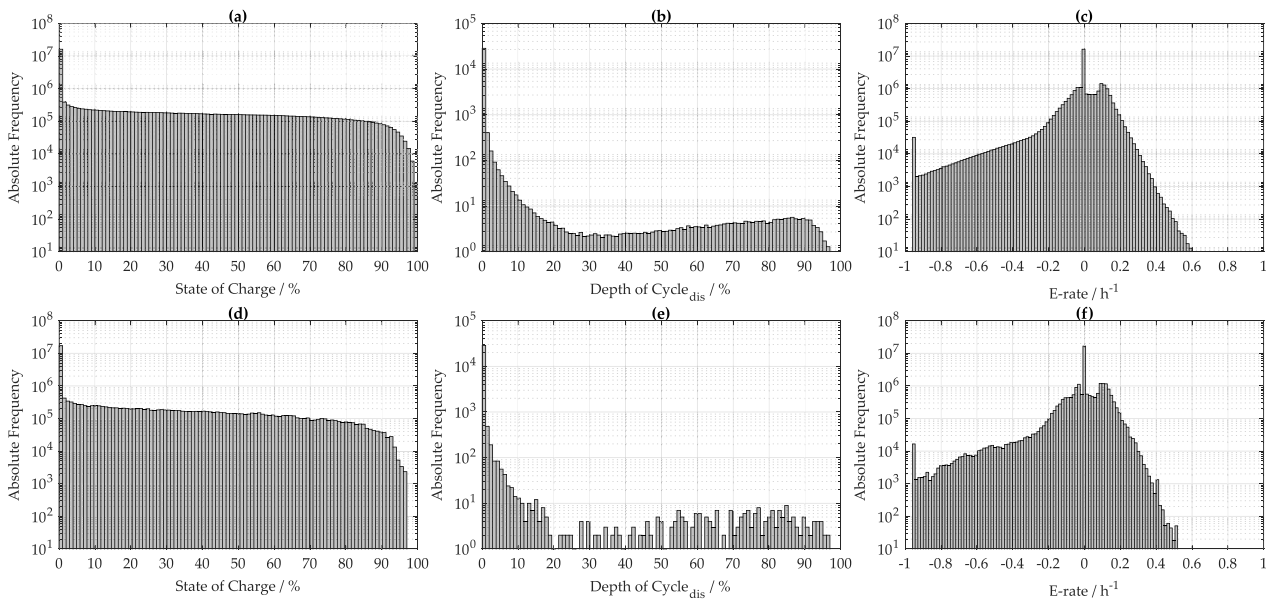 (a)
(b)
(c)
10^8
10^7
10^6
10^5
10^4
10^3
10^2
10^1
Absolute Frequency
0 10 20 30 40 50 60 70 80 90 100
State of Charge / %
10^5
10^4
10^3
10^2
10^1
10^0
Absolute Frequency
0 10 20 30 40 50 60 70 80 90 100
Depth of Cycle_dis / %
10^8
10^7
10^6
10^5
10^4
10^3
10^2
10^1
Absolute Frequency
-1 -0.8 -0.6 -0.4 -0.2 0 0.2 0.4 0.6 0.8 1
E-rate / h^-1
(d)
(e)
(f)
10^8
10^7
10^6
10^5
10^4
10^3
10^2
10^1
Absolute Frequency
0 10 20 30 40 50 60 70 80 90 100
State of Charge / %
10^5
10^4
10^3
10^2
10^1
10^0
Absolute Frequency
0 10 20 30 40 50 60 70 80 90 100
Depth of Cycle_dis / %
10^8
10^7
10^6
10^5
10^4
10^3
10^2
10^1
Absolute Frequency
-1 -0.8 -0.6 -0.4 -0.2 0 0.2 0.4 0.6 0.8 1
E-rate / h^-1